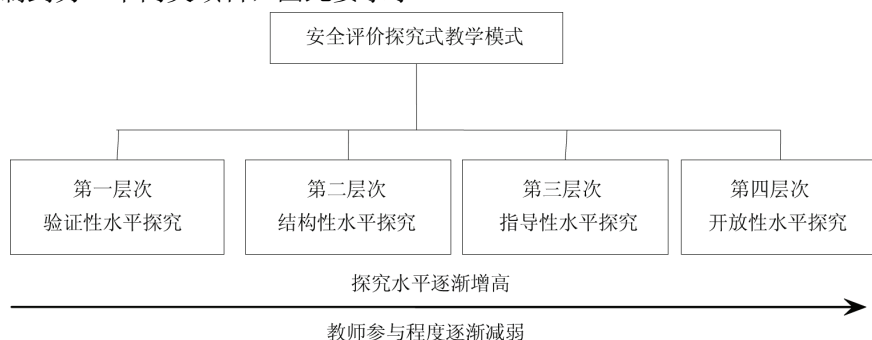 安全评价探究式教学模式
第一层次
验证性水平探究
第二层次
结构性水平探究
第三层次
指导性水平探究
第四层次
开放性水平探究
探究水平逐渐增高
教师参与程度逐渐减弱